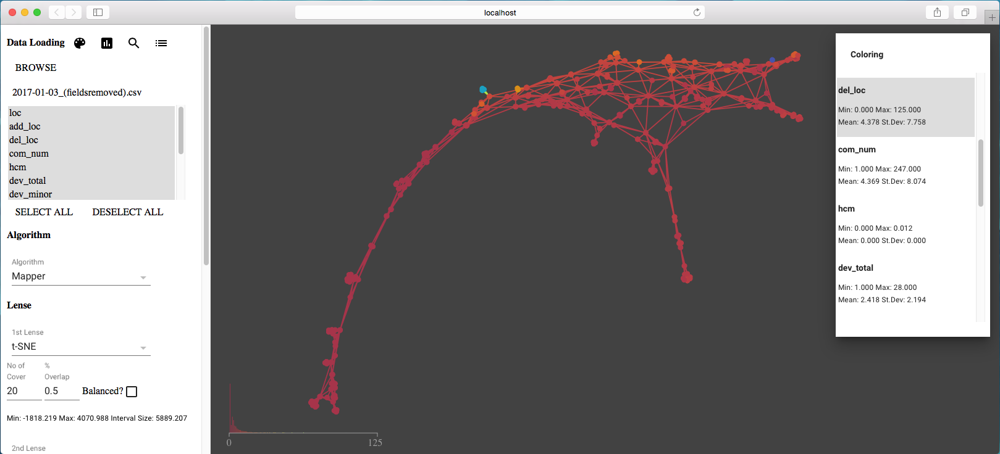 localhost
Data Loading
BROWSE
2017-01-03_(fieldsremoved).csv
loc
add_loc
del_loc
com_num
hcm
dev_total
dev_minor
SELECT ALL DESELECT ALL
Algorithm
Algorithm
Mapper
Lense
1st Lense
t-SNE
No of %
Cover Overlap
20 0.5 Balanced?
Min: -1818.219 Max: 4070.988 Interval Size: 5889.207
2nd Lense
0 125
Coloring
del_loc
Min: 0.000 Max: 125.000
Mean: 4.378 St.Dev: 7.758
com_num
Min: 1.000 Max: 247.000
Mean: 4.369 St.Dev: 8.074
hcm
Min: 0.000 Max: 0.012
Mean: 0.000 St.Dev: 0.000
dev_total
Min: 1.000 Max: 28.000
Mean: 2.418 St.Dev: 2.194